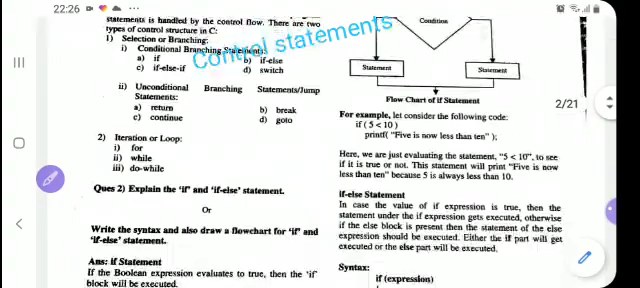 22:26
statements is handled by the control flow. There are two
types of control structure in C:
1) Selection or Branching:
i) Conditional Branching Statements:
a) if b) if-else
c) if-else-if d) switch
Control statements
ii) Unconditional Branching Statements/Jump
Statements:
a) return b) break
c) continue d) goto
2) Iteration or Loop:
i) for
ii) while
iii) do-while
Ques 2) Explain the 'if' and 'if-else' statement.
Or
Write the syntax and also draw a flowchart for 'if' and
'if-else' statement.
Ans: if Statement
If the Boolean expression evaluates to true, then the 'if'
block will be executed.
Condition
Statement Statement
Flow Chart of if Statement
2/21
For example, let consider the following code:
if ( 5 < 10 )
printf( "Five is now less than ten" );
Here, we are just evaluating the statement, "5 < 10", to see
if it is true or not. This statement will print "Five is now
less than ten" because 5 is always less than 10.
if-else Statement
In case the value of if expression is true, then the
statement under the if expression gets executed, otherwise
if the else block is present then the statement of the else
expression should be executed. Either the if part will get
executed or the else part will be executed.
Syntax:
if (expression)